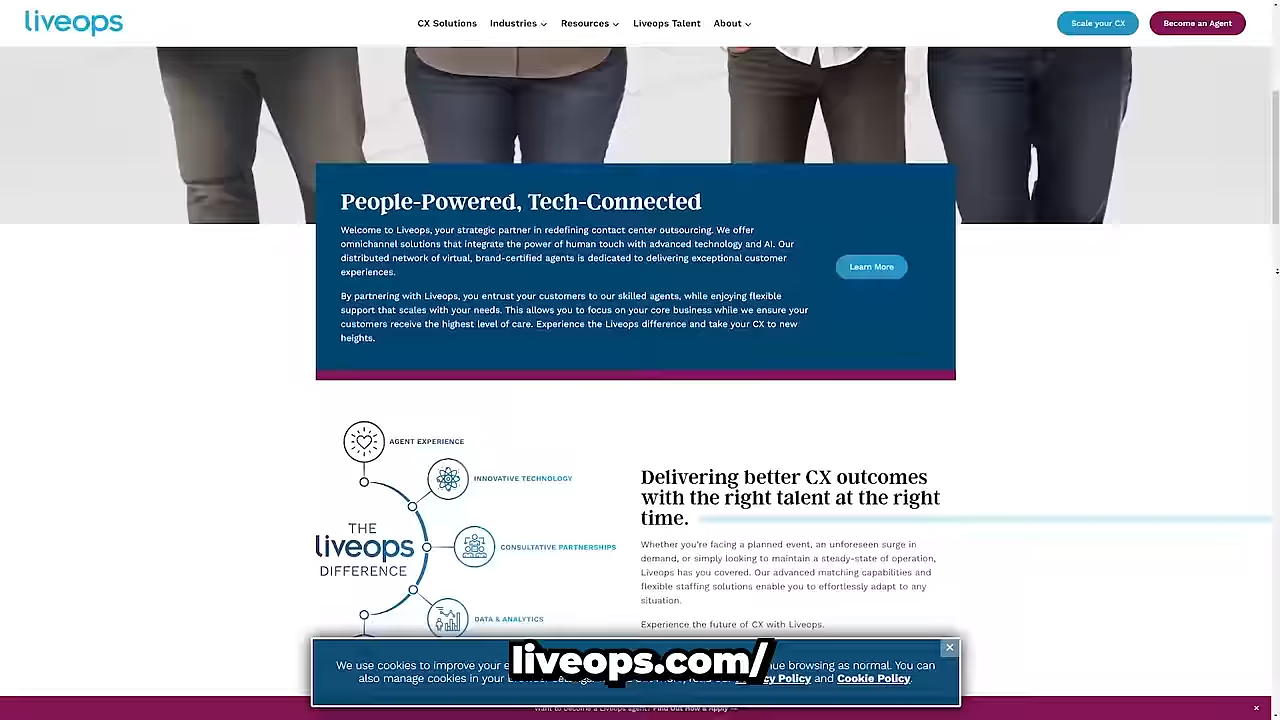 liveops
CX Solutions
Industries
Resources
Liveops Talent
About
Scale your CX
Become an Agent
People-Powered, Tech-Connected
Welcome to Liveops, your strategic partner in redefining contact center outsourcing. We offer
omnichannel solutions that integrate the power of human touch with advanced technology and AI. Our
distributed network of virtual, brand-certified agents is dedicated to delivering exceptional customer
experiences.
Learn More
By partnering with Liveops, you entrust your customers to our skilled agents, while enjoying flexible
support that scales with your needs. This allows you to focus on your core business while we ensure your
customers receive the highest level of care. Experience the Liveops difference and take your CX to new
heights.
AGENT EXPERIENCE
INNOVATIVE TECHNOLOGY
THE
liveops
DIFFERENCE
CONSULTATIVE PARTNERSHIPS
DATA & ANALYTICS
Delivering better CX outcomes
with the right talent at the right
time.
Whether you're facing a planned event, an unforeseen surge in
demand, or simply looking to maintain a steady-state of operation,
Liveops has you covered. Our advanced matching capabilities and
flexible staffing solutions enable you to effortlessly adapt to any
situation.
Experience the future of CX with Liveops.
We use cookies to improve your browsing as normal. You can
also manage cookies in your Policy and Cookie Policy.
liveops.com/
Want to become a Liveops agent? Find Out How & Apply